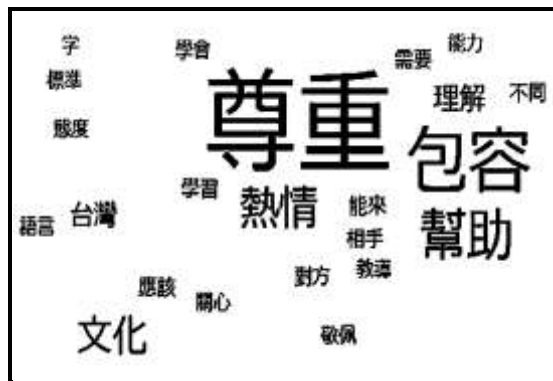 字
學會
能力
需要
標準
尊重
理解
不同
態度
包容
學習
熱情
能來
台灣
語言
幫助
相手
教導
對方
應該
關心
文化
敬佩